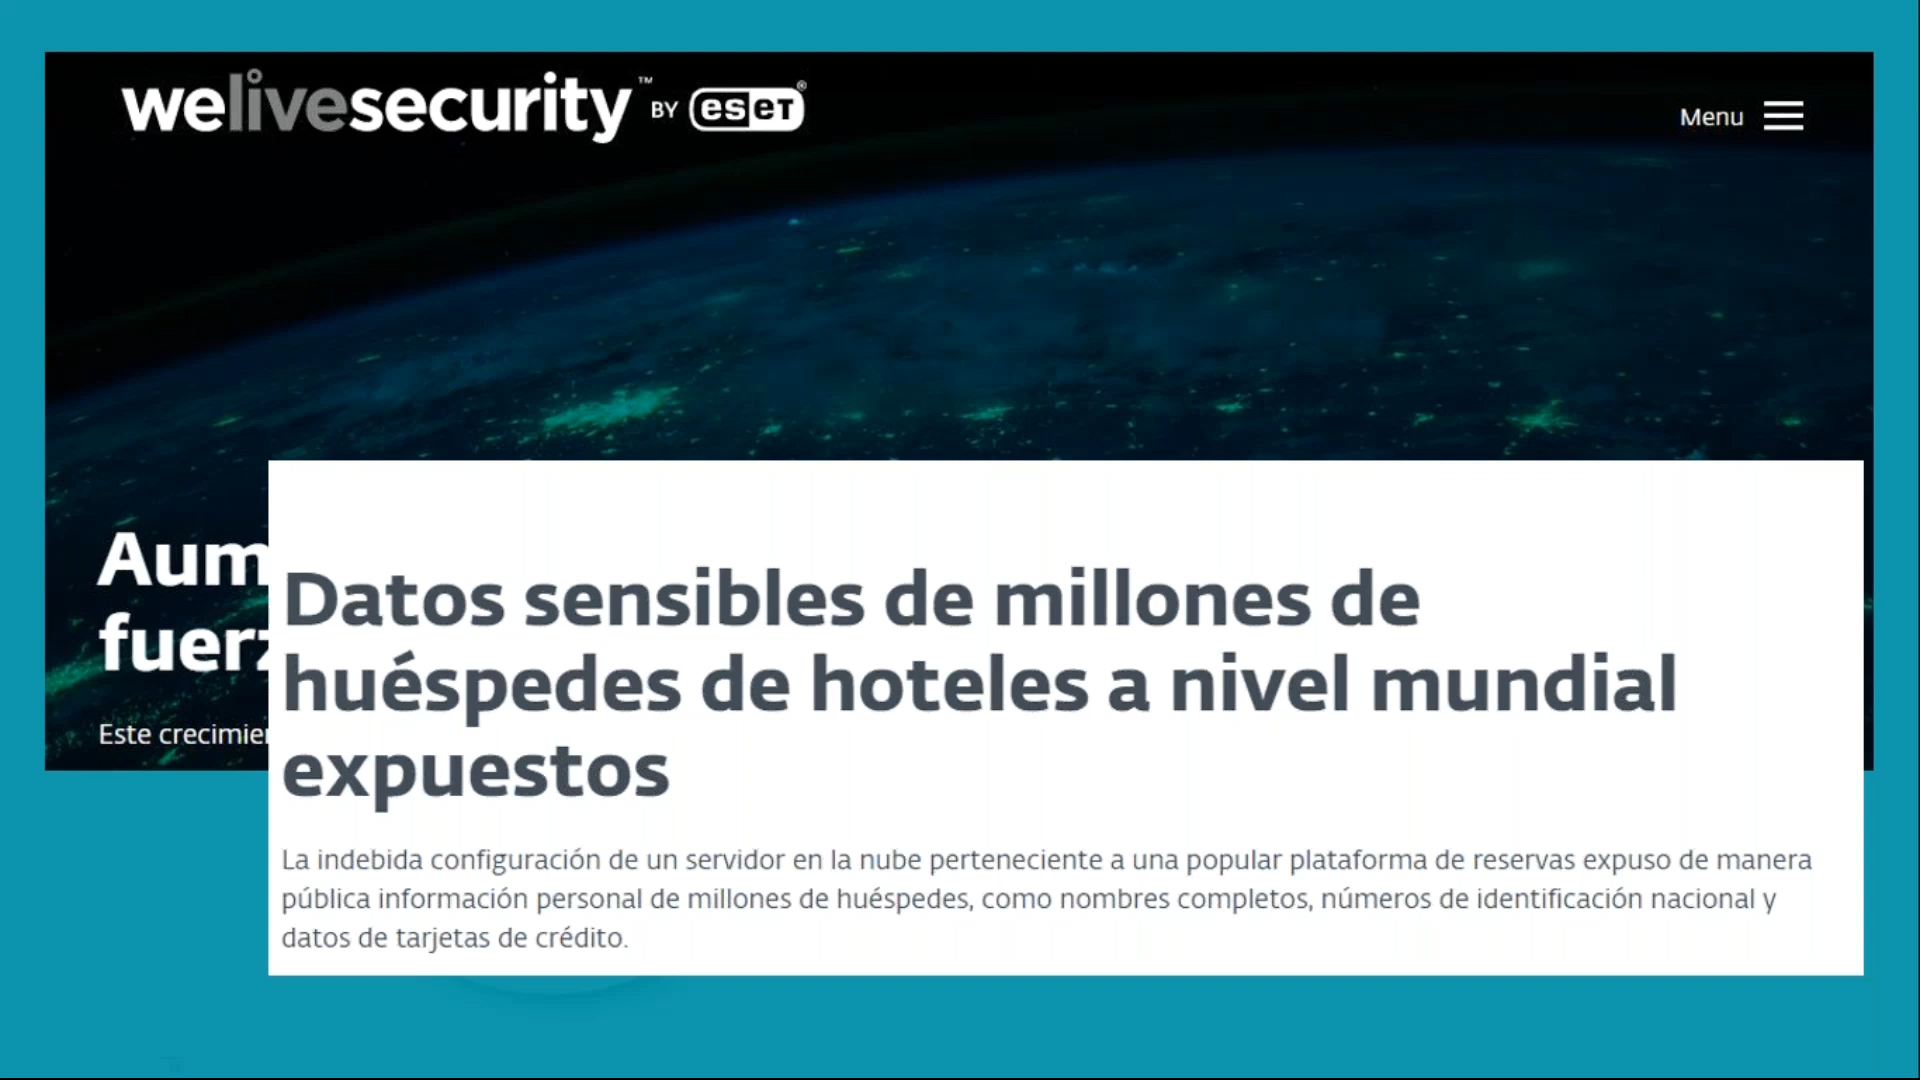 welivesecurity™ BY eset®
Menu
Aum
fuerz
Este crecimien
Datos sensibles de millones de
huéspedes de hoteles a nivel mundial
expuestos
La indebida configuración de un servidor en la nube perteneciente a una popular plataforma de reservas expuso de manera
pública información personal de millones de huéspedes, como nombres completos, números de identificación nacional y
datos de tarjetas de crédito.